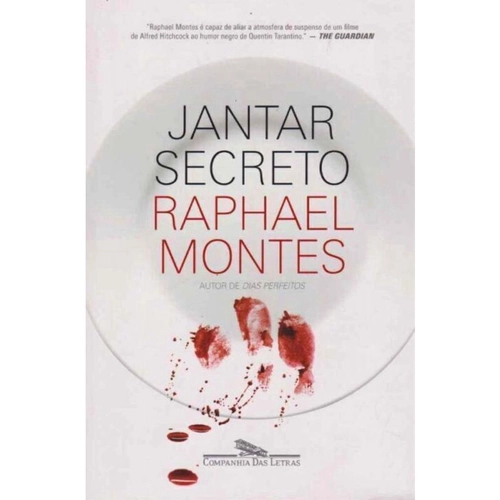 "Raphael Montes é capaz de aliar a atmosfera de suspense de um filme
de Alfred Hitchcock ao humor negro de Quentin Tarantino." — THE GUARDIAN
JANTAR
SECRETO
RAPHAEL
MONTES
AUTOR DE DIAS PERFEITOS
COMPANHIA DAS LETRAS